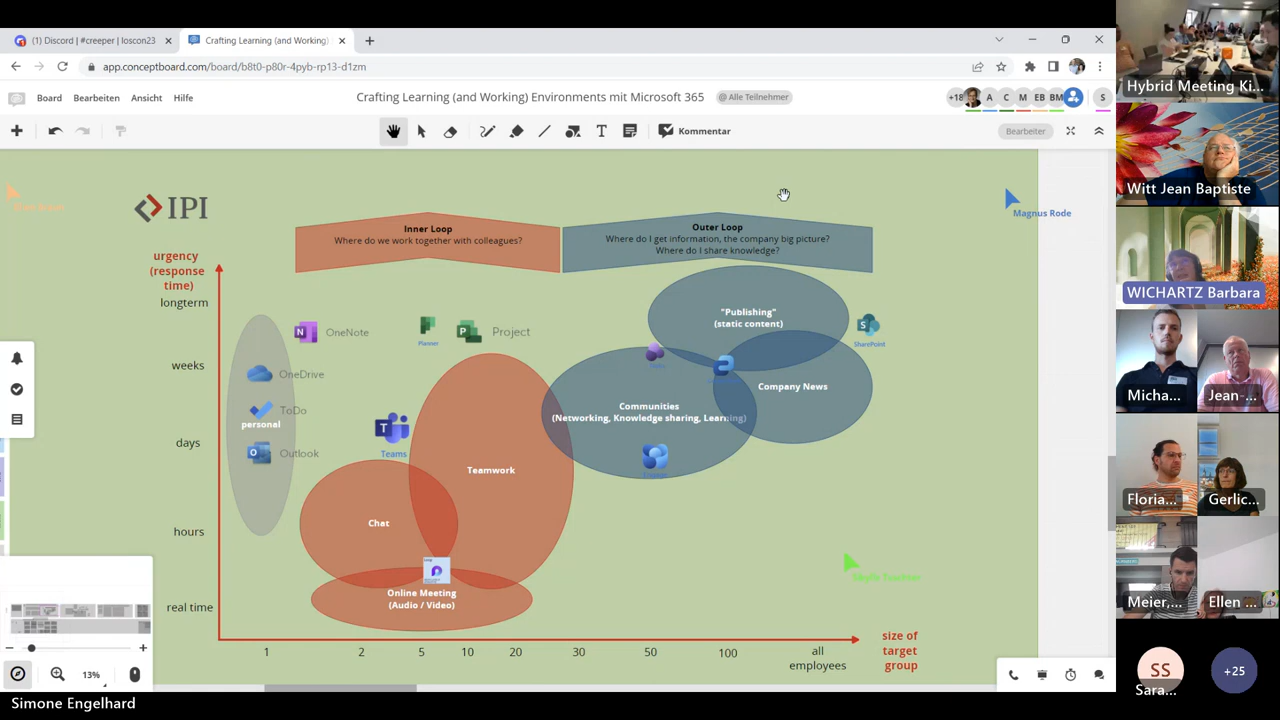 (1) Discord | #creeper | loscon23
Crafting Learning (and Working)
app.conceptboard.com/board/b8t0-p80r-4pyb-rp13-d1zm
Board Bearbeiten Ansicht Hilfe
Crafting Learning (and Working) Environments mit Microsoft 365
@ Alle Teilnehmer
+18 A C M EB BM S
Kommentar
Bearbeiter
IPI
Magnus Rode
Inner Loop
Where do we work together with colleagues?
Outer Loop
Where do I get information, the company big picture?
Where do I share knowledge?
urgency
(response
time)
longterm
weeks
days
hours
real time
OneNote
OneDrive
ToDo
personal
Outlook
Planner
Project
Teams
Teamwork
Chat
Online Meeting
(Audio / Video)
"Publishing"
(static content)
SharePoint
Company News
Communities
(Networking, Knowledge sharing, Learning)
1 2 5 10 20 30 50 100 all
employees
size of
target
group
13%
Simone Engelhard
Hybrid Meeting Ki...
Witt Jean Baptiste
WICHARTZ Barbara
Micha...
Jean-...
Floria...
Gerlic...
Meier,...
Ellen ...
SS
Sara...
+25